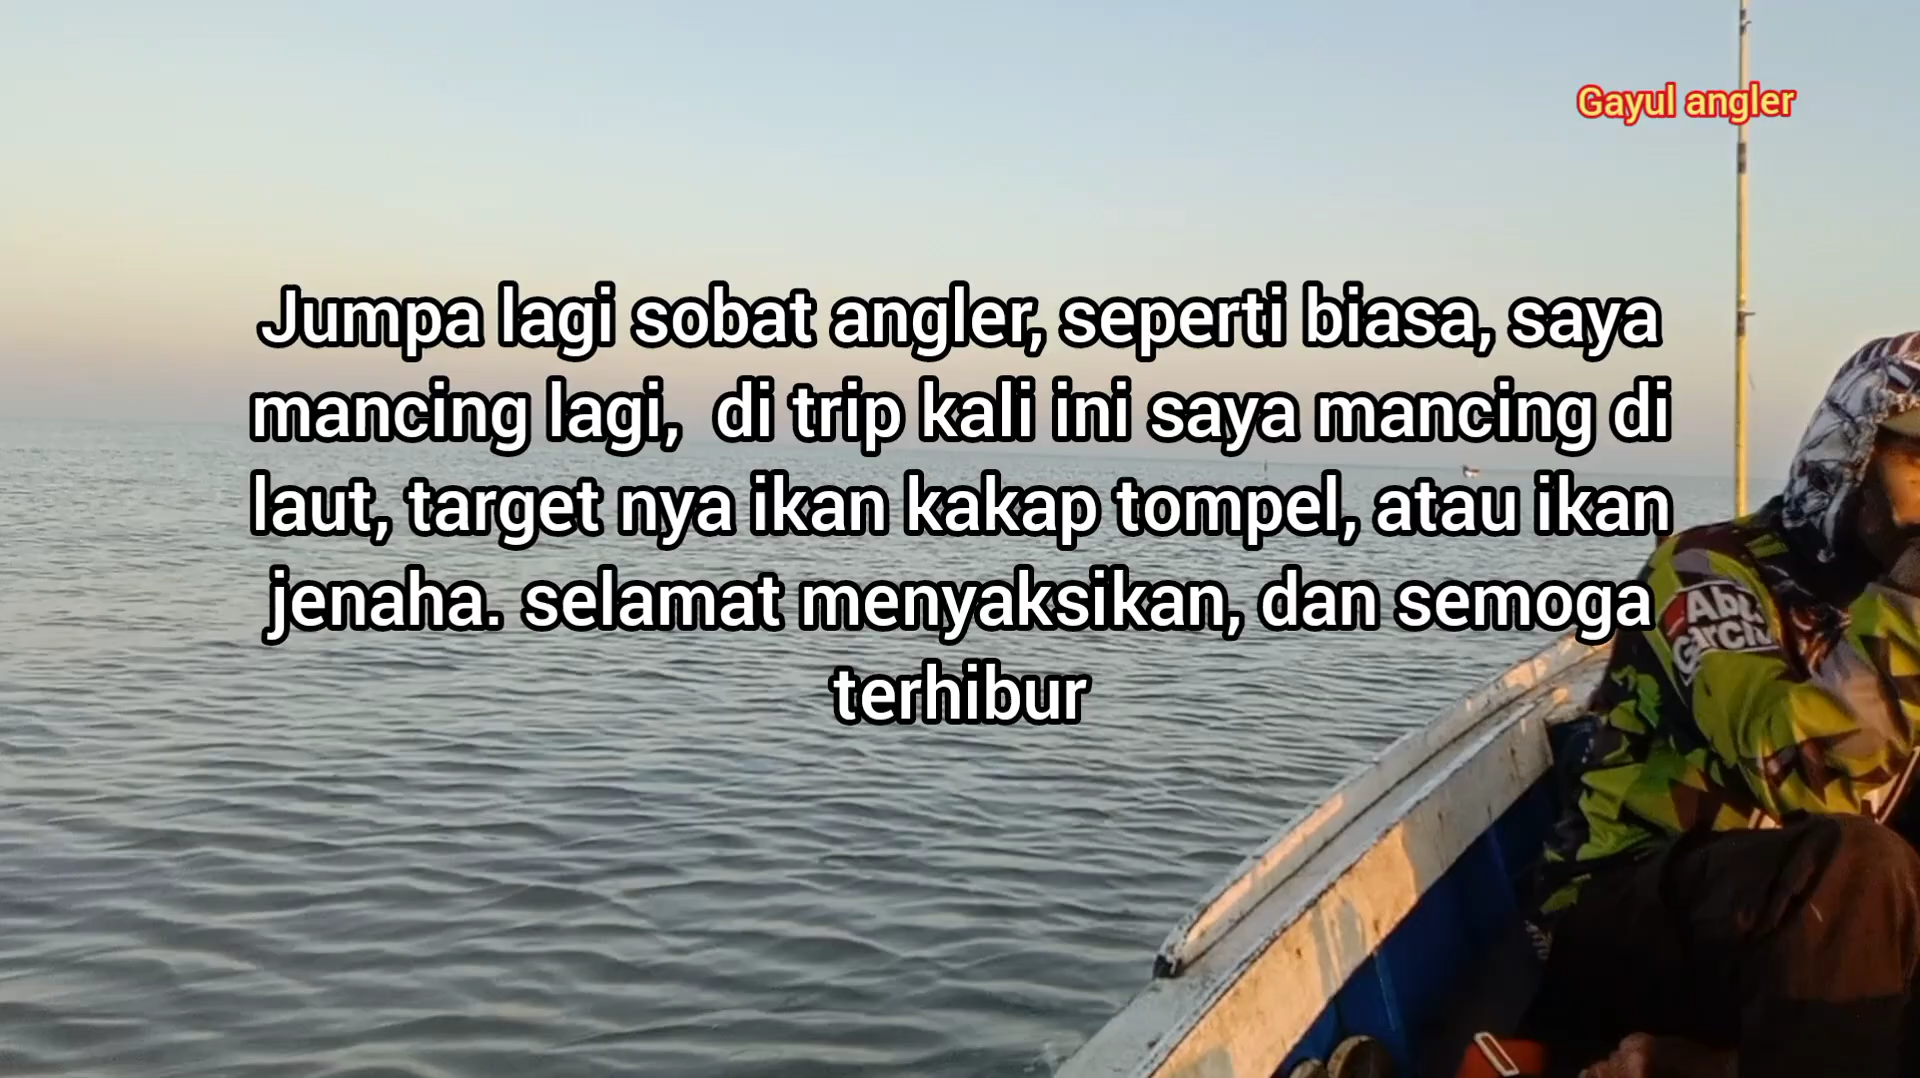 Gayul angler
Jumpa lagi sobat angler, seperti biasa, saya
mancing lagi,  di trip kali ini saya mancing di
laut, target nya ikan kakap tompel, atau ikan
jenaha. selamat menyaksikan, dan semoga
terhibur